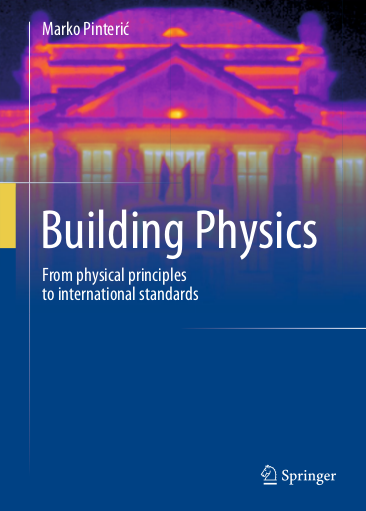 Marko Pinterić
Building Physics
From physical principles
to international standards
Springer